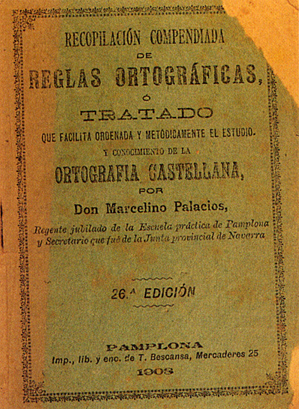 RECOPILACIÓN COMPENDIADA
DE
REGLAS ORTOGRÁFICAS,
Ó
TRATADO
QUE FACILITA ORDENADA Y METÓDICAMENTE EL ESTUDIO
Y CONOCIMIENTO DE LA
ORTOGRAFIA CASTELLANA,
POR
Don Marcelino Palacios,
Regente jubilado de la Escuela práctica de Pamplona
y Secretario que fué de la Junta provincial de Navarra
26.ª EDICIÓN
PAMPLONA
Imp., lib. y enc. de T. Bescansa, Mercaderes 25
1908